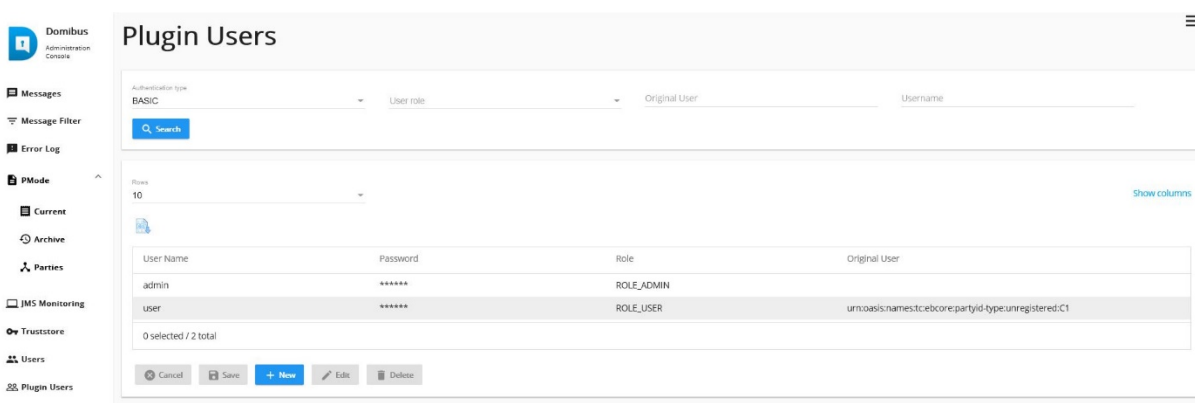 Domibus
Administration
Console
Messages
Message Filter
Error Log
PMode
Current
Archive
Parties
JMS Monitoring
Truststore
Users
Plugin Users
Plugin Users
Authentication type
BASIC
User role
Original User
Username
Search
Rows
10
Show columns
User Name Password Role Original User
admin ****** ROLE_ADMIN
user ****** ROLE_USER urn:oasis:names:tc:ebcore:partyid-type:unregistered:C1
0 selected / 2 total
Cancel Save + New Edit Delete